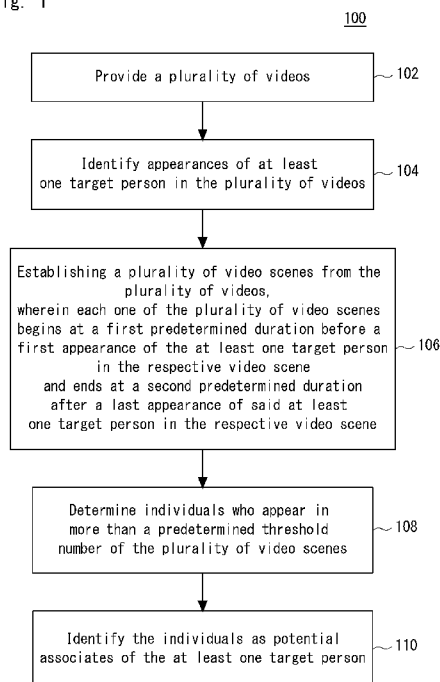 Fig. 1
100
Provide a plurality of videos
102
Identify appearances of at least
one target person in the plurality of videos
104
Establishing a plurality of video scenes from the
plurality of videos,
wherein each one of the plurality of video scenes
begins at a first predetermined duration before a
first appearance of the at least one target person
in the respective video scene
and ends at a second predetermined duration
after a last appearance of said at least
one target person in the respective video scene
106
Determine individuals who appear in
more than a predetermined threshold
number of the plurality of video scenes
108
Identify the individuals as potential
associates of the at least one target person
110